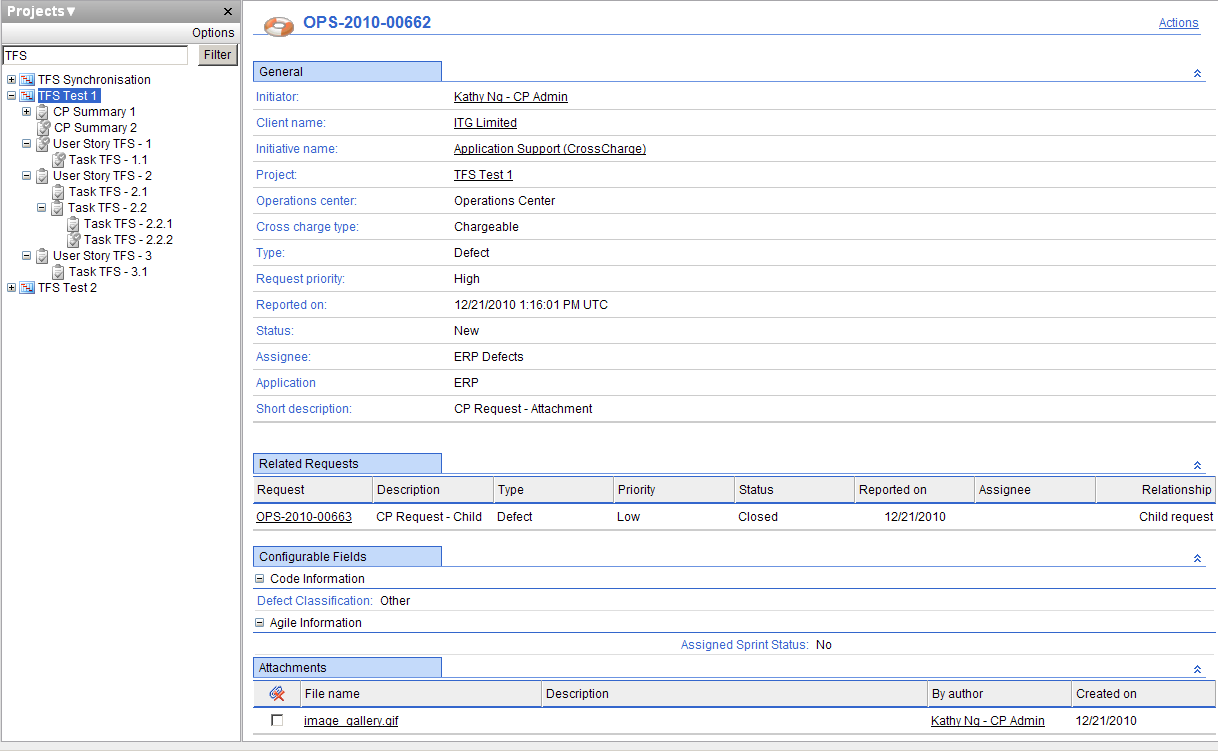 Projects▼ ×
Options
TFS Filter
TFS Synchronisation
TFS Test 1
CP Summary 1
CP Summary 2
User Story TFS - 1
Task TFS - 1.1
User Story TFS - 2
Task TFS - 2.1
Task TFS - 2.2
Task TFS - 2.2.1
Task TFS - 2.2.2
User Story TFS - 3
Task TFS - 3.1
TFS Test 2
OPS-2010-00662 Actions
General
Initiator: Kathy Ng - CP Admin
Client name: ITG Limited
Initiative name: Application Support (CrossCharge)
Project: TFS Test 1
Operations center: Operations Center
Cross charge type: Chargeable
Type: Defect
Request priority: High
Reported on: 12/21/2010 1:16:01 PM UTC
Status: New
Assignee: ERP Defects
Application ERP
Short description: CP Request - Attachment
Related Requests
Request Description Type Priority Status Reported on Assignee Relationship
OPS-2010-00663 CP Request - Child Defect Low Closed 12/21/2010 Child request
Configurable Fields
Code Information
Defect Classification: Other
Agile Information
Assigned Sprint Status: No
Attachments
File name Description By author Created on
image_gallery.gif Kathy Ng - CP Admin 12/21/2010